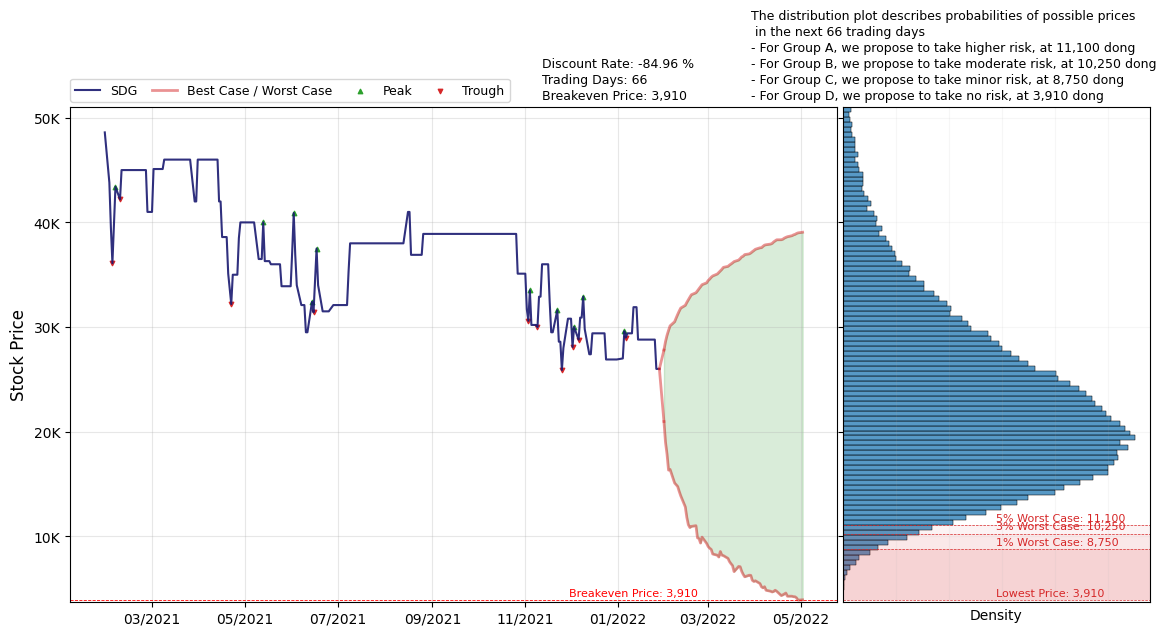 The distribution plot describes probabilities of possible prices
in the next 66 trading days
- For Group A, we propose to take higher risk, at 11,100 dong
- For Group B, we propose to take moderate risk, at 10,250 dong
- For Group C, we propose to take minor risk, at 8,750 dong
- For Group D, we propose to take no risk, at 3,910 dong
Discount Rate: -84.96 %
Trading Days: 66
Breakeven Price: 3,910
SDG
Best Case / Worst Case
Peak
Trough
Stock Price
50K
40K
30K
20K
10K
Breakeven Price: 3,910
03/2021
05/2021
07/2021
09/2021
11/2021
01/2022
03/2022
05/2022
5% Worst Case: 11,100
3% Worst Case: 10,250
1% Worst Case: 8,750
Lowest Price: 3,910
Density